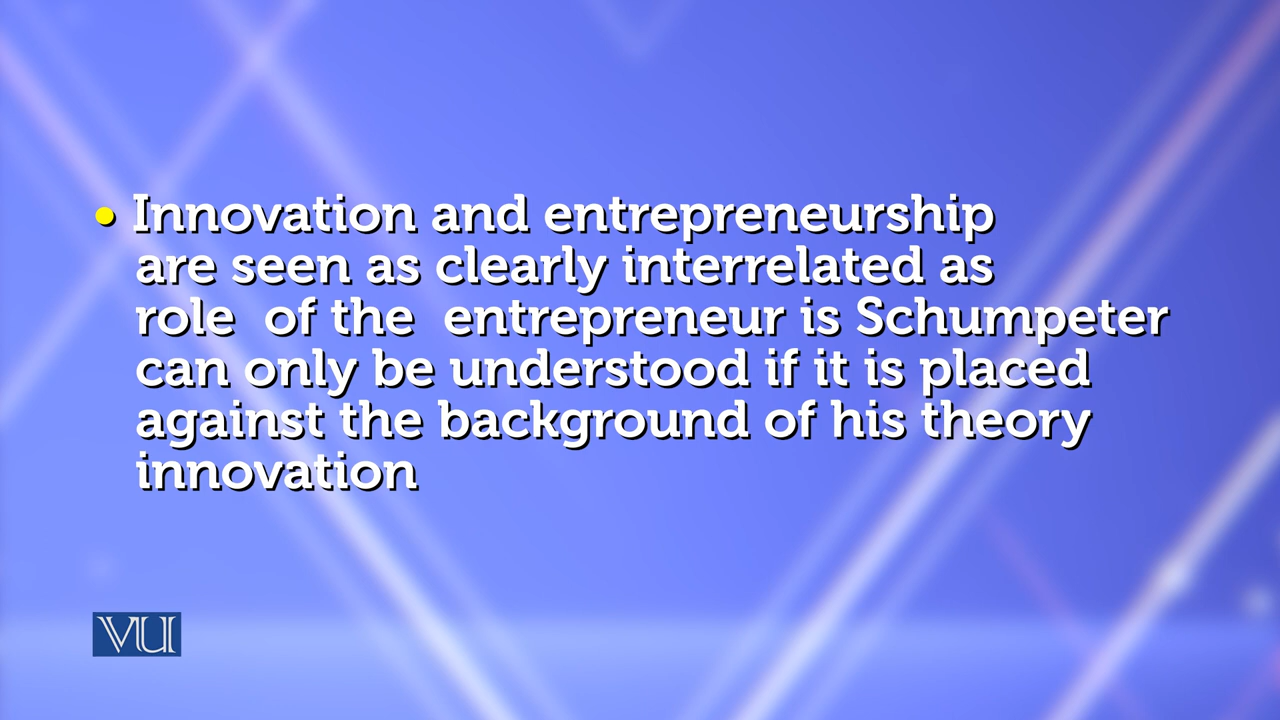 • Innovation and entrepreneurship
are seen as clearly interrelated as
role  of the  entrepreneur is Schumpeter
can only be understood if it is placed
against the background of his theory
innovation
VU